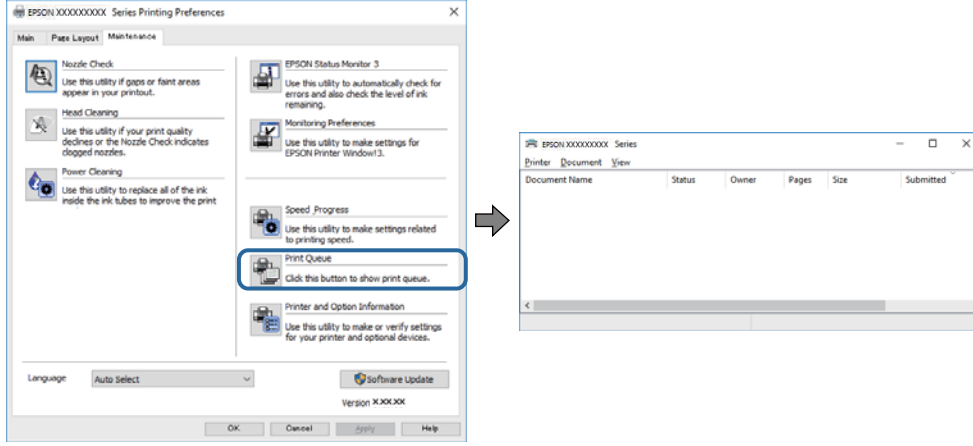 EPSON XXXXXXXXX Series Printing Preferences
Main Page Layout Maintenance
Nozzle Check
Use this utility if gaps or faint areas
appear in your printout.
Head Cleaning
Use this utility if your print quality
declines or the Nozzle Check indicates
clogged nozzles.
Power Cleaning
Use this utility to replace all of the ink
inside the ink tubes to improve the print
EPSON Status Monitor 3
Use this utility to automatically check for
errors and also check the level of ink
remaining.
Monitoring Preferences
Use this utility to make settings for
EPSON Printer Window!3.
Speed_Progress
Use this utility to make settings related
to printing speed.
Print Queue
Click this button to show print queue.
Printer and Option Information
Use this utility to make or verify settings
for your printer and optional devices.
Language Auto Select
Software Update
Version X.XX.XX
OK Cancel Apply Help
EPSON XXXXXXXXX Series
Printer Document View
Document Name Status Owner Pages Size Submitted